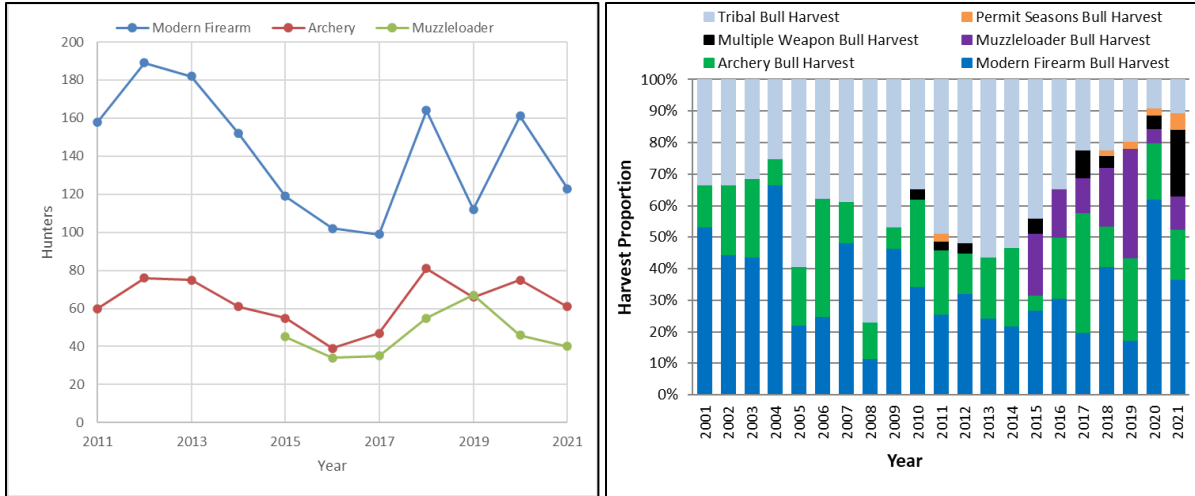 Modern Firearm Archery Muzzleloader
200
180
160
140
120
100
80
60
40
20
0
Hunters
2011 2013 2015 2017 2019 2021
Year
Tribal Bull Harvest Permit Seasons Bull Harvest
Multiple Weapon Bull Harvest Muzzleloader Bull Harvest
Archery Bull Harvest Modern Firearm Bull Harvest
100%
90%
80%
70%
60%
50%
40%
30%
20%
10%
0%
Harvest Proportion
2001 2002 2003 2004 2005 2006 2007 2008 2009 2010 2011 2012 2013 2014 2015 2016 2017 2018 2019 2020 2021
Year